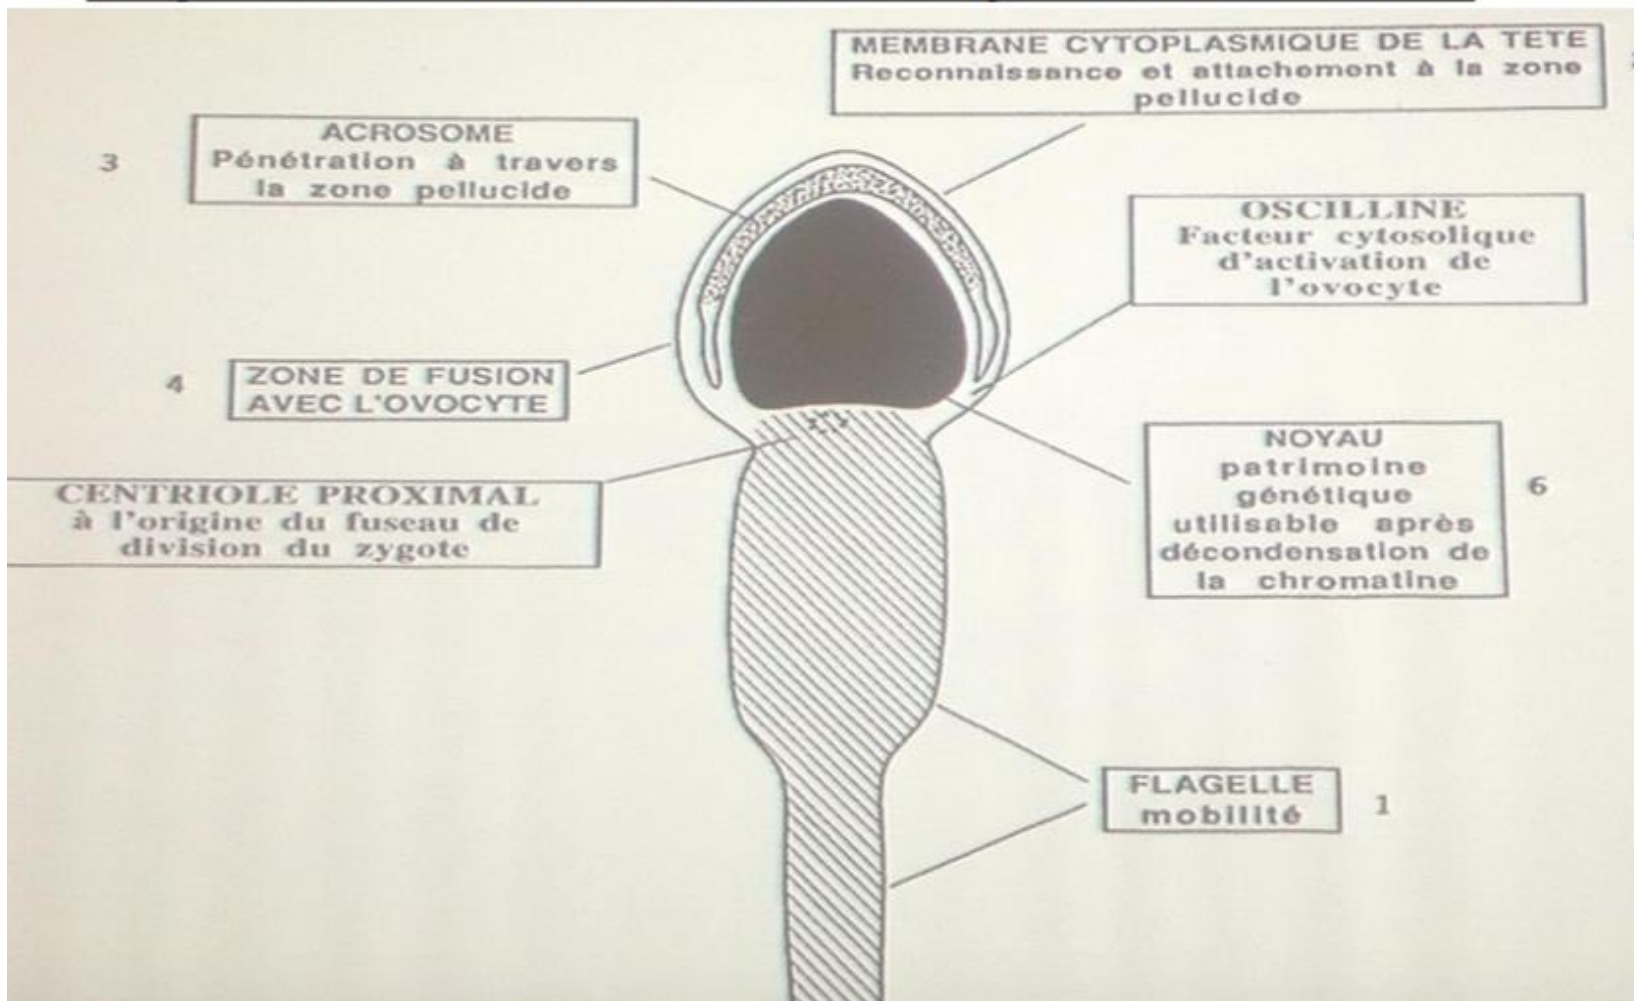 MEMBRANE CYTOPLASMIQUE DE LA TETE
Reconnaissance et attachement à la zone
pellucide
3
ACROSOME
Pénétration à travers
la zone pellucide
OSCILLINE
Facteur cytosolique
d'activation de
l'ovocyte
4
ZONE DE FUSION
AVEC L'OVOCYTE
CENTRIOLE PROXIMAL
à l'origine du fuseau de
division du zygote
NOYAU
patrimoine
génétique
utilisable après
décondensation de
la chromatine
6
FLAGELLE
mobilité
1